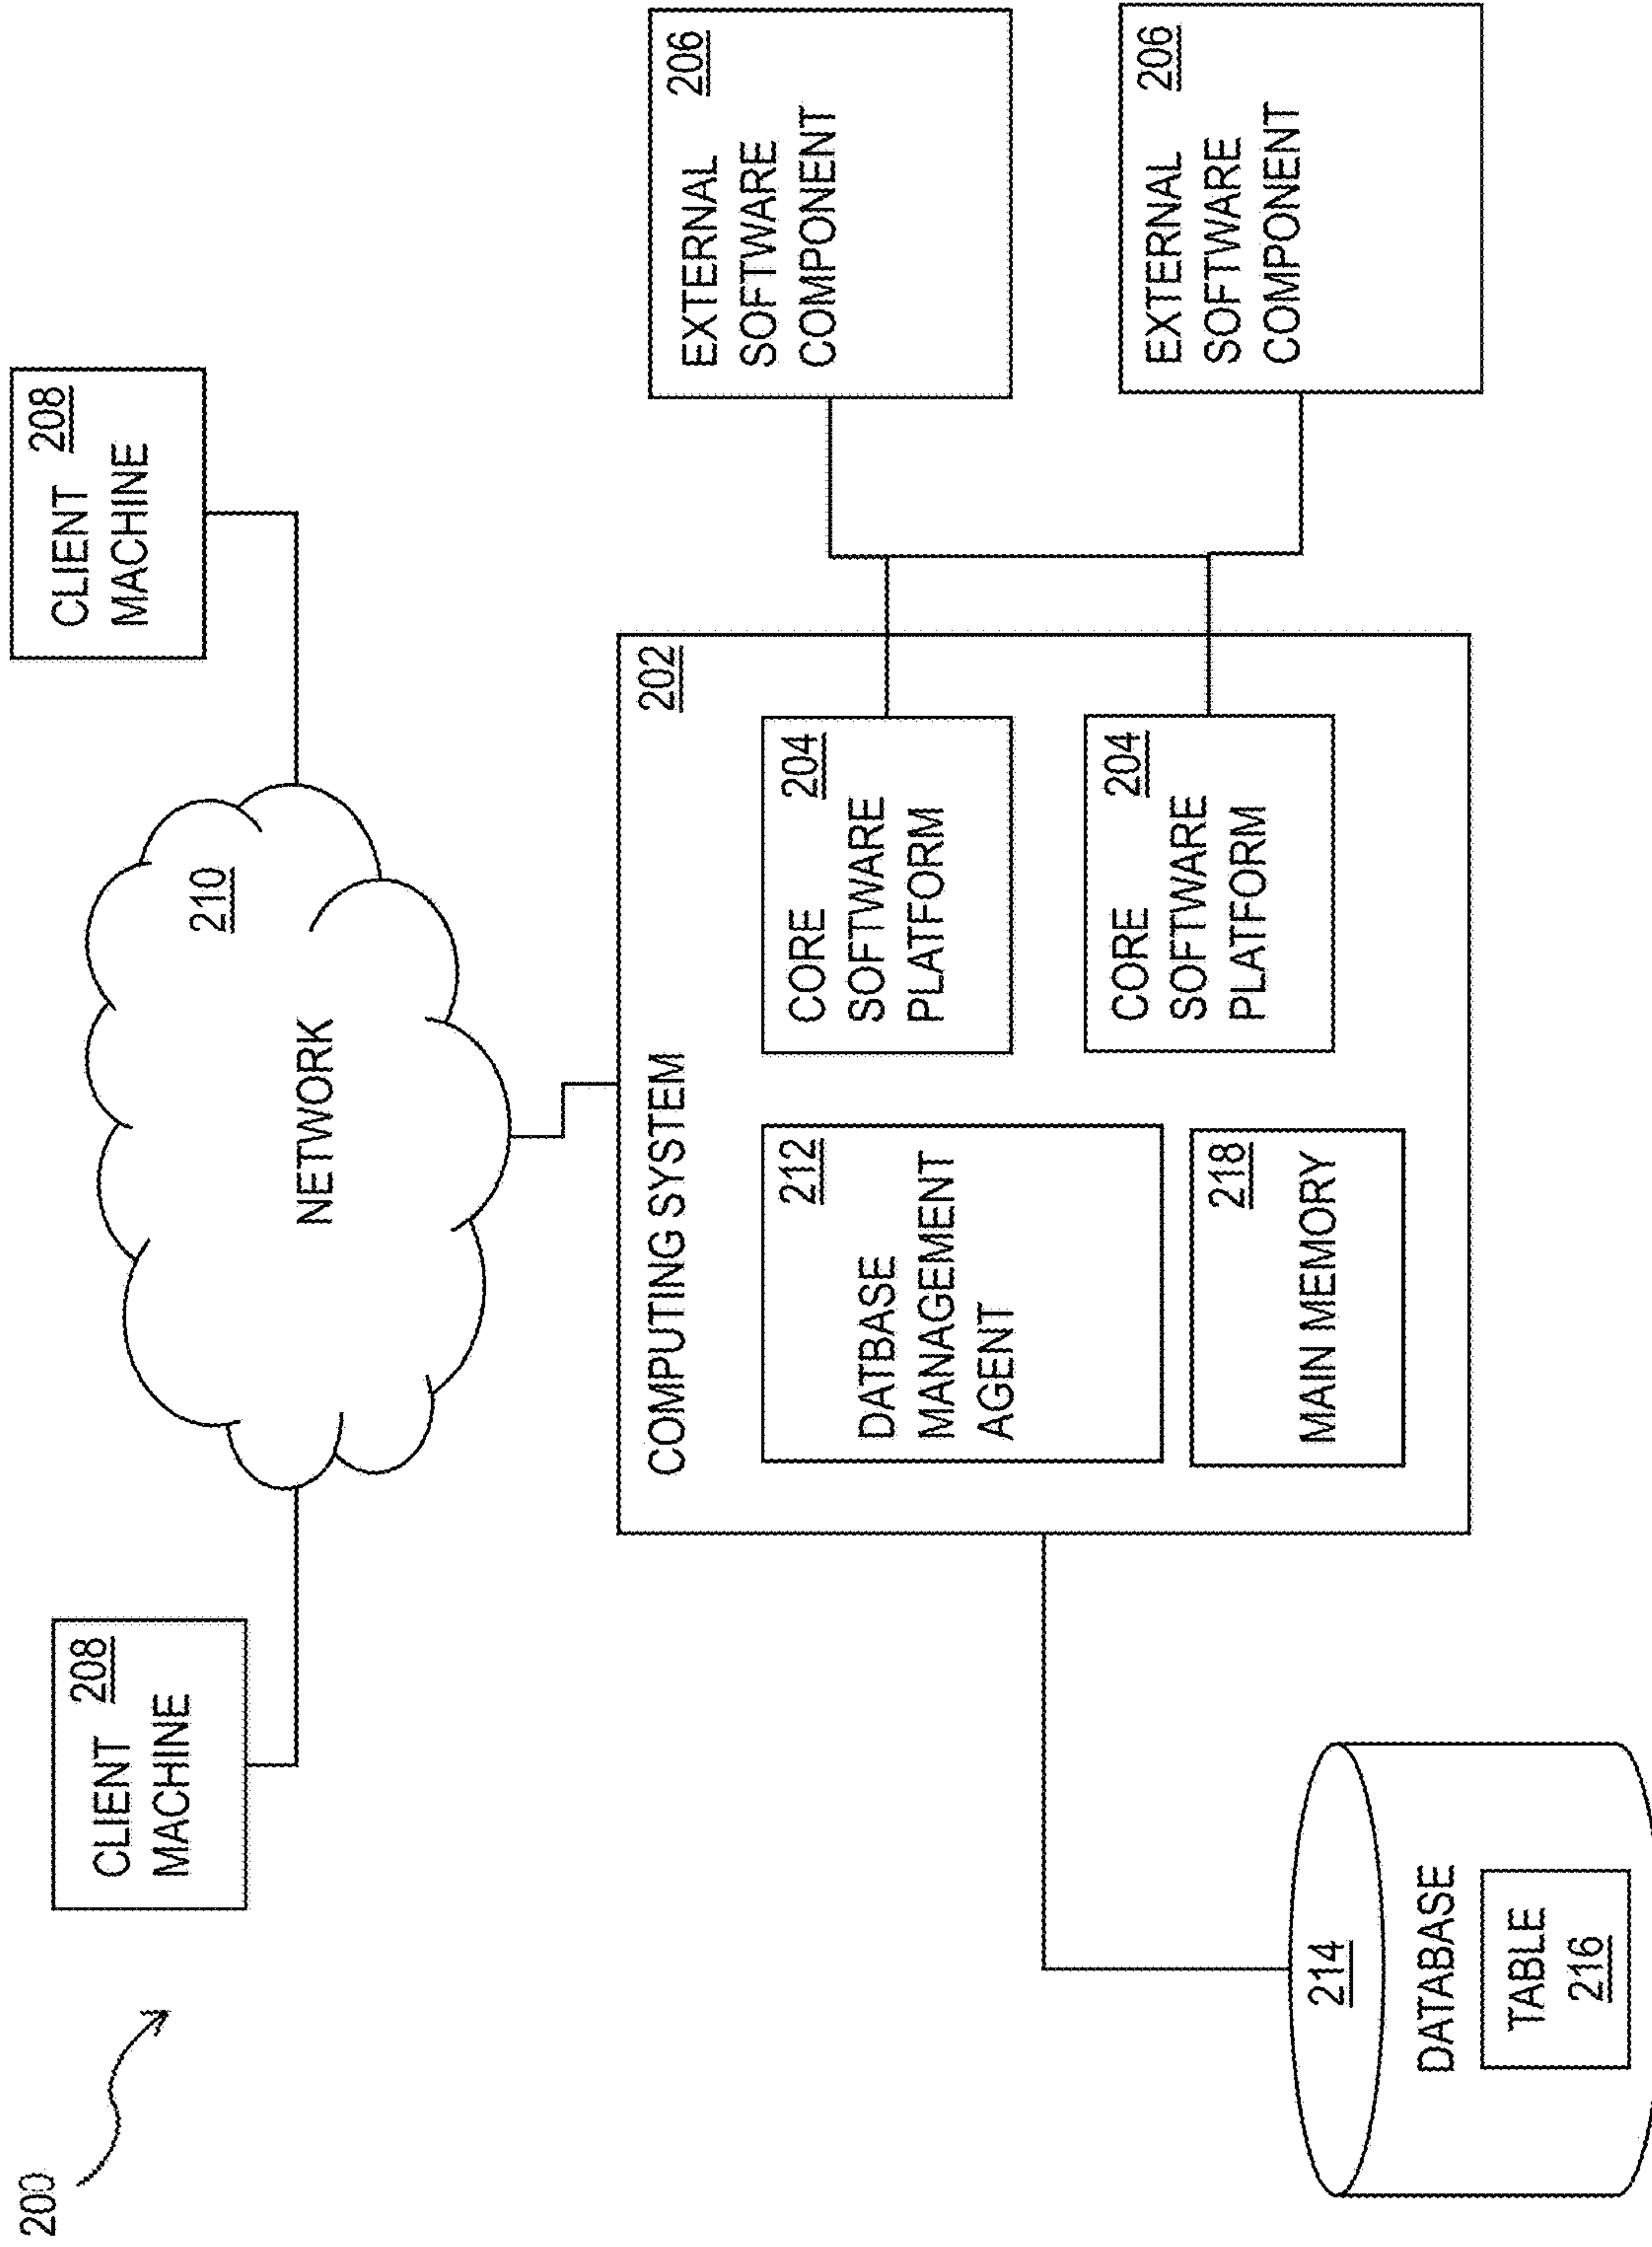 200
CLIENT 208
MACHINE
CLIENT 208
MACHINE
210
NETWORK
COMPUTING SYSTEM 202
212
DATBASE
MANAGEMENT
AGENT
204
CORE
SOFTWARE
PLATFORM
218
MAIN MEMORY
204
CORE
SOFTWARE
PLATFORM
206
EXTERNAL
SOFTWARE
COMPONENT
206
EXTERNAL
SOFTWARE
COMPONENT
214
DATABASE
TABLE
216